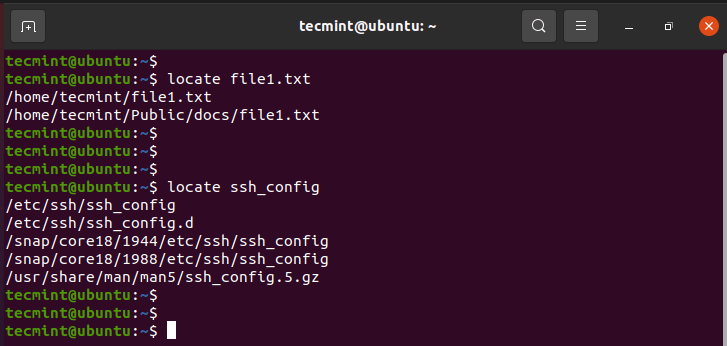 tecmint@ubuntu: ~
tecmint@ubuntu:~$
tecmint@ubuntu:~$ locate file1.txt
/home/tecmint/file1.txt
/home/tecmint/Public/docs/file1.txt
tecmint@ubuntu:~$
tecmint@ubuntu:~$
tecmint@ubuntu:~$
tecmint@ubuntu:~$ locate ssh_config
/etc/ssh/ssh_config
/etc/ssh/ssh_config.d
/snap/core18/1944/etc/ssh/ssh_config
/snap/core18/1988/etc/ssh/ssh_config
/usr/share/man/man5/ssh_config.5.gz
tecmint@ubuntu:~$
tecmint@ubuntu:~$
tecmint@ubuntu:~$